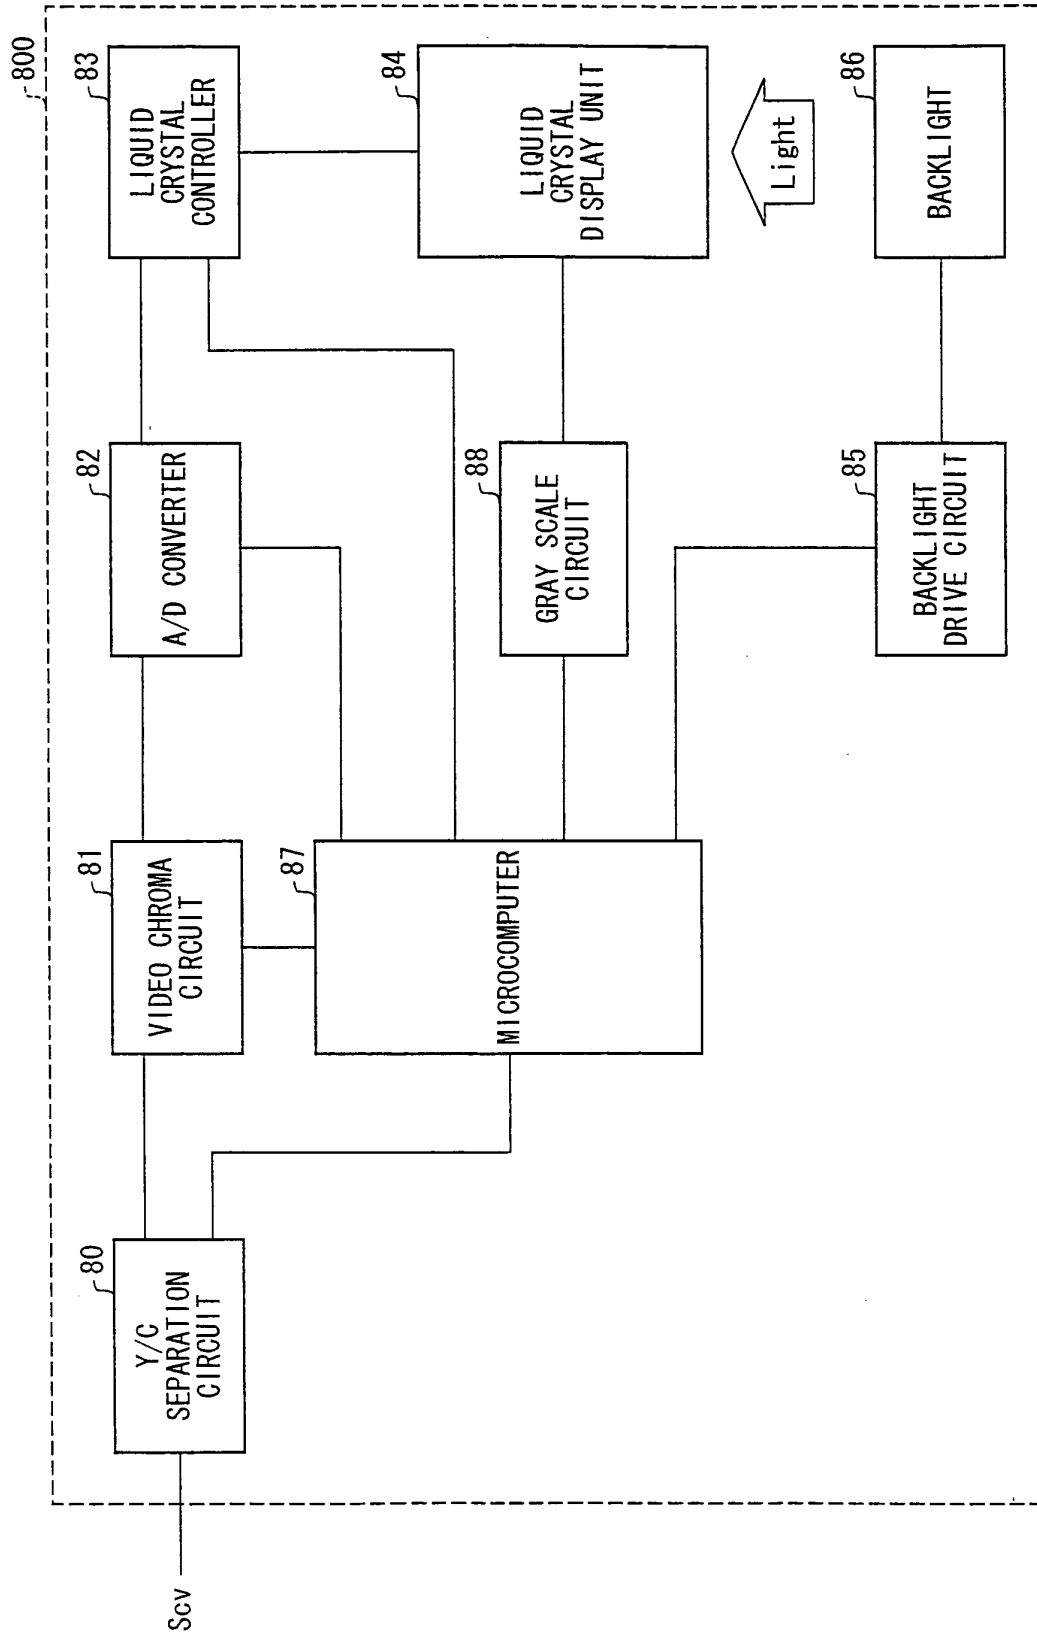 800
80
Y/C
SEPARATION
CIRCUIT
81
VIDEO CHROMA
CIRCUIT
82
A/D CONVERTER
83
LIQUID
CRYSTAL
CONTROLLER
Scv
87
MICROCOMPUTER
88
GRAY SCALE
CIRCUIT
84
LIQUID
CRYSTAL
DISPLAY UNIT
Light
85
BACKLIGHT
DRIVE CIRCUIT
86
BACKLIGHT